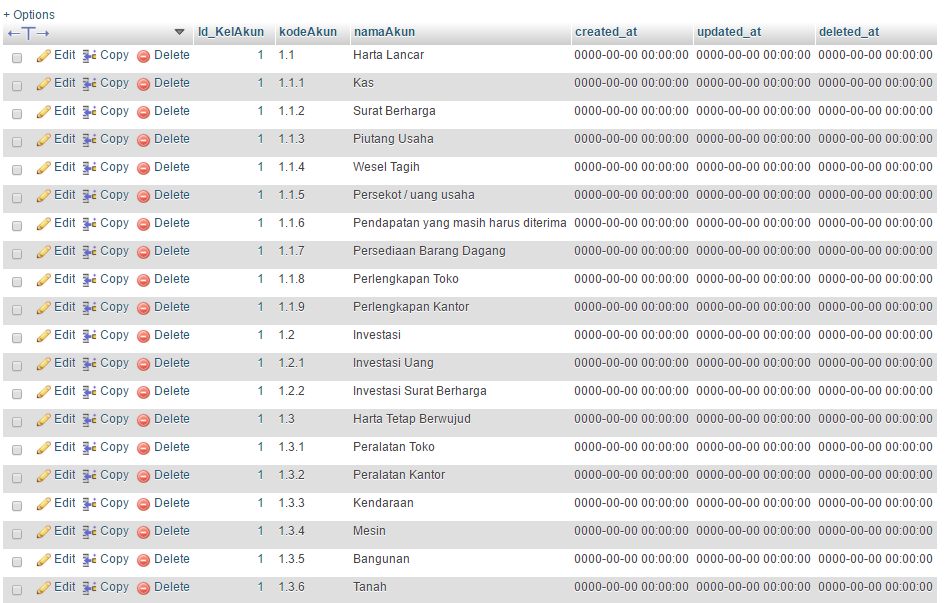 + Options
Id_KelAkun kodeAkun namaAkun created_at updated_at deleted_at
Edit Copy Delete 1 1.1 Harta Lancar 0000-00-00 00:00:00 0000-00-00 00:00:00 0000-00-00 00:00:00
Edit Copy Delete 1 1.1.1 Kas 0000-00-00 00:00:00 0000-00-00 00:00:00 0000-00-00 00:00:00
Edit Copy Delete 1 1.1.2 Surat Berharga 0000-00-00 00:00:00 0000-00-00 00:00:00 0000-00-00 00:00:00
Edit Copy Delete 1 1.1.3 Piutang Usaha 0000-00-00 00:00:00 0000-00-00 00:00:00 0000-00-00 00:00:00
Edit Copy Delete 1 1.1.4 Wesel Tagih 0000-00-00 00:00:00 0000-00-00 00:00:00 0000-00-00 00:00:00
Edit Copy Delete 1 1.1.5 Persekot / uang usaha 0000-00-00 00:00:00 0000-00-00 00:00:00 0000-00-00 00:00:00
Edit Copy Delete 1 1.1.6 Pendapatan yang masih harus diterima 0000-00-00 00:00:00 0000-00-00 00:00:00 0000-00-00 00:00:00
Edit Copy Delete 1 1.1.7 Persediaan Barang Dagang 0000-00-00 00:00:00 0000-00-00 00:00:00 0000-00-00 00:00:00
Edit Copy Delete 1 1.1.8 Perlengkapan Toko 0000-00-00 00:00:00 0000-00-00 00:00:00 0000-00-00 00:00:00
Edit Copy Delete 1 1.1.9 Perlengkapan Kantor 0000-00-00 00:00:00 0000-00-00 00:00:00 0000-00-00 00:00:00
Edit Copy Delete 1 1.2 Investasi 0000-00-00 00:00:00 0000-00-00 00:00:00 0000-00-00 00:00:00
Edit Copy Delete 1 1.2.1 Investasi Uang 0000-00-00 00:00:00 0000-00-00 00:00:00 0000-00-00 00:00:00
Edit Copy Delete 1 1.2.2 Investasi Surat Berharga 0000-00-00 00:00:00 0000-00-00 00:00:00 0000-00-00 00:00:00
Edit Copy Delete 1 1.3 Harta Tetap Berwujud 0000-00-00 00:00:00 0000-00-00 00:00:00 0000-00-00 00:00:00
Edit Copy Delete 1 1.3.1 Peralatan Toko 0000-00-00 00:00:00 0000-00-00 00:00:00 0000-00-00 00:00:00
Edit Copy Delete 1 1.3.2 Peralatan Kantor 0000-00-00 00:00:00 0000-00-00 00:00:00 0000-00-00 00:00:00
Edit Copy Delete 1 1.3.3 Kendaraan 0000-00-00 00:00:00 0000-00-00 00:00:00 0000-00-00 00:00:00
Edit Copy Delete 1 1.3.4 Mesin 0000-00-00 00:00:00 0000-00-00 00:00:00 0000-00-00 00:00:00
Edit Copy Delete 1 1.3.5 Bangunan 0000-00-00 00:00:00 0000-00-00 00:00:00 0000-00-00 00:00:00
Edit Copy Delete 1 1.3.6 Tanah 0000-00-00 00:00:00 0000-00-00 00:00:00 0000-00-00 00:00:00